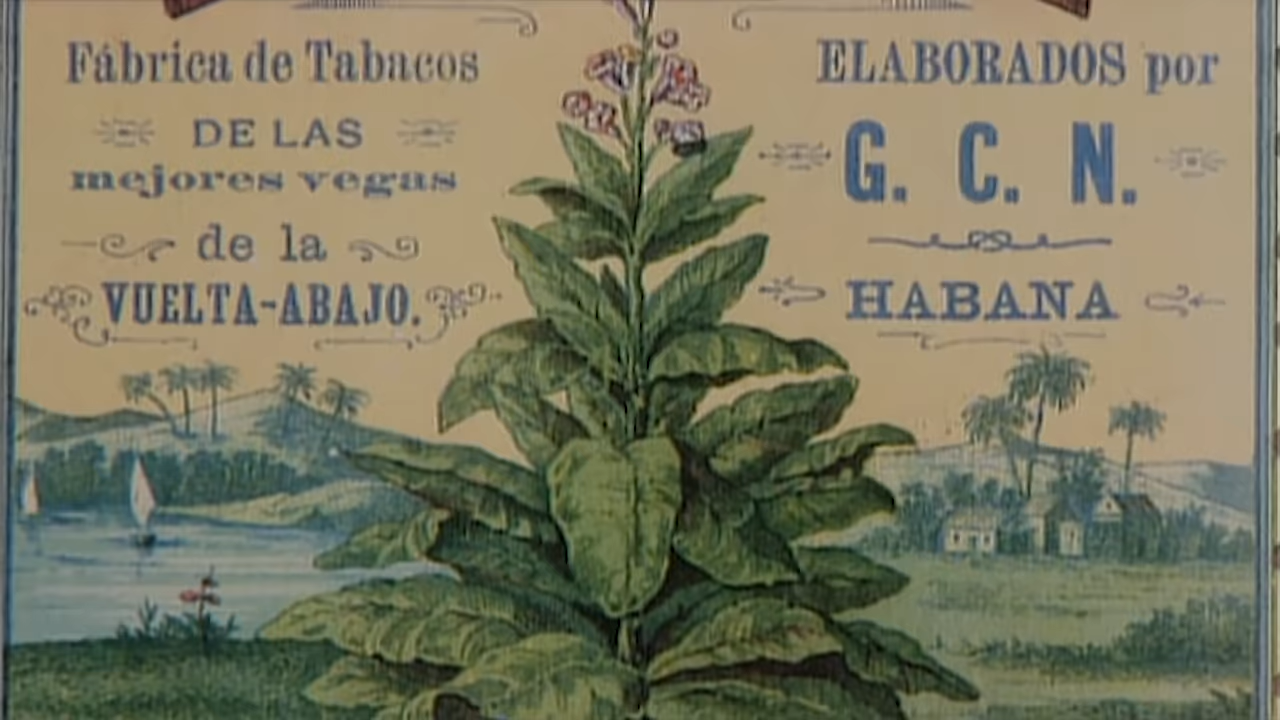 Fábrica de Tabacos
DE LAS
mejores vegas
de la
VUELTA-ABAJO.
ELABORADOS por
G. C. N.
HABANA